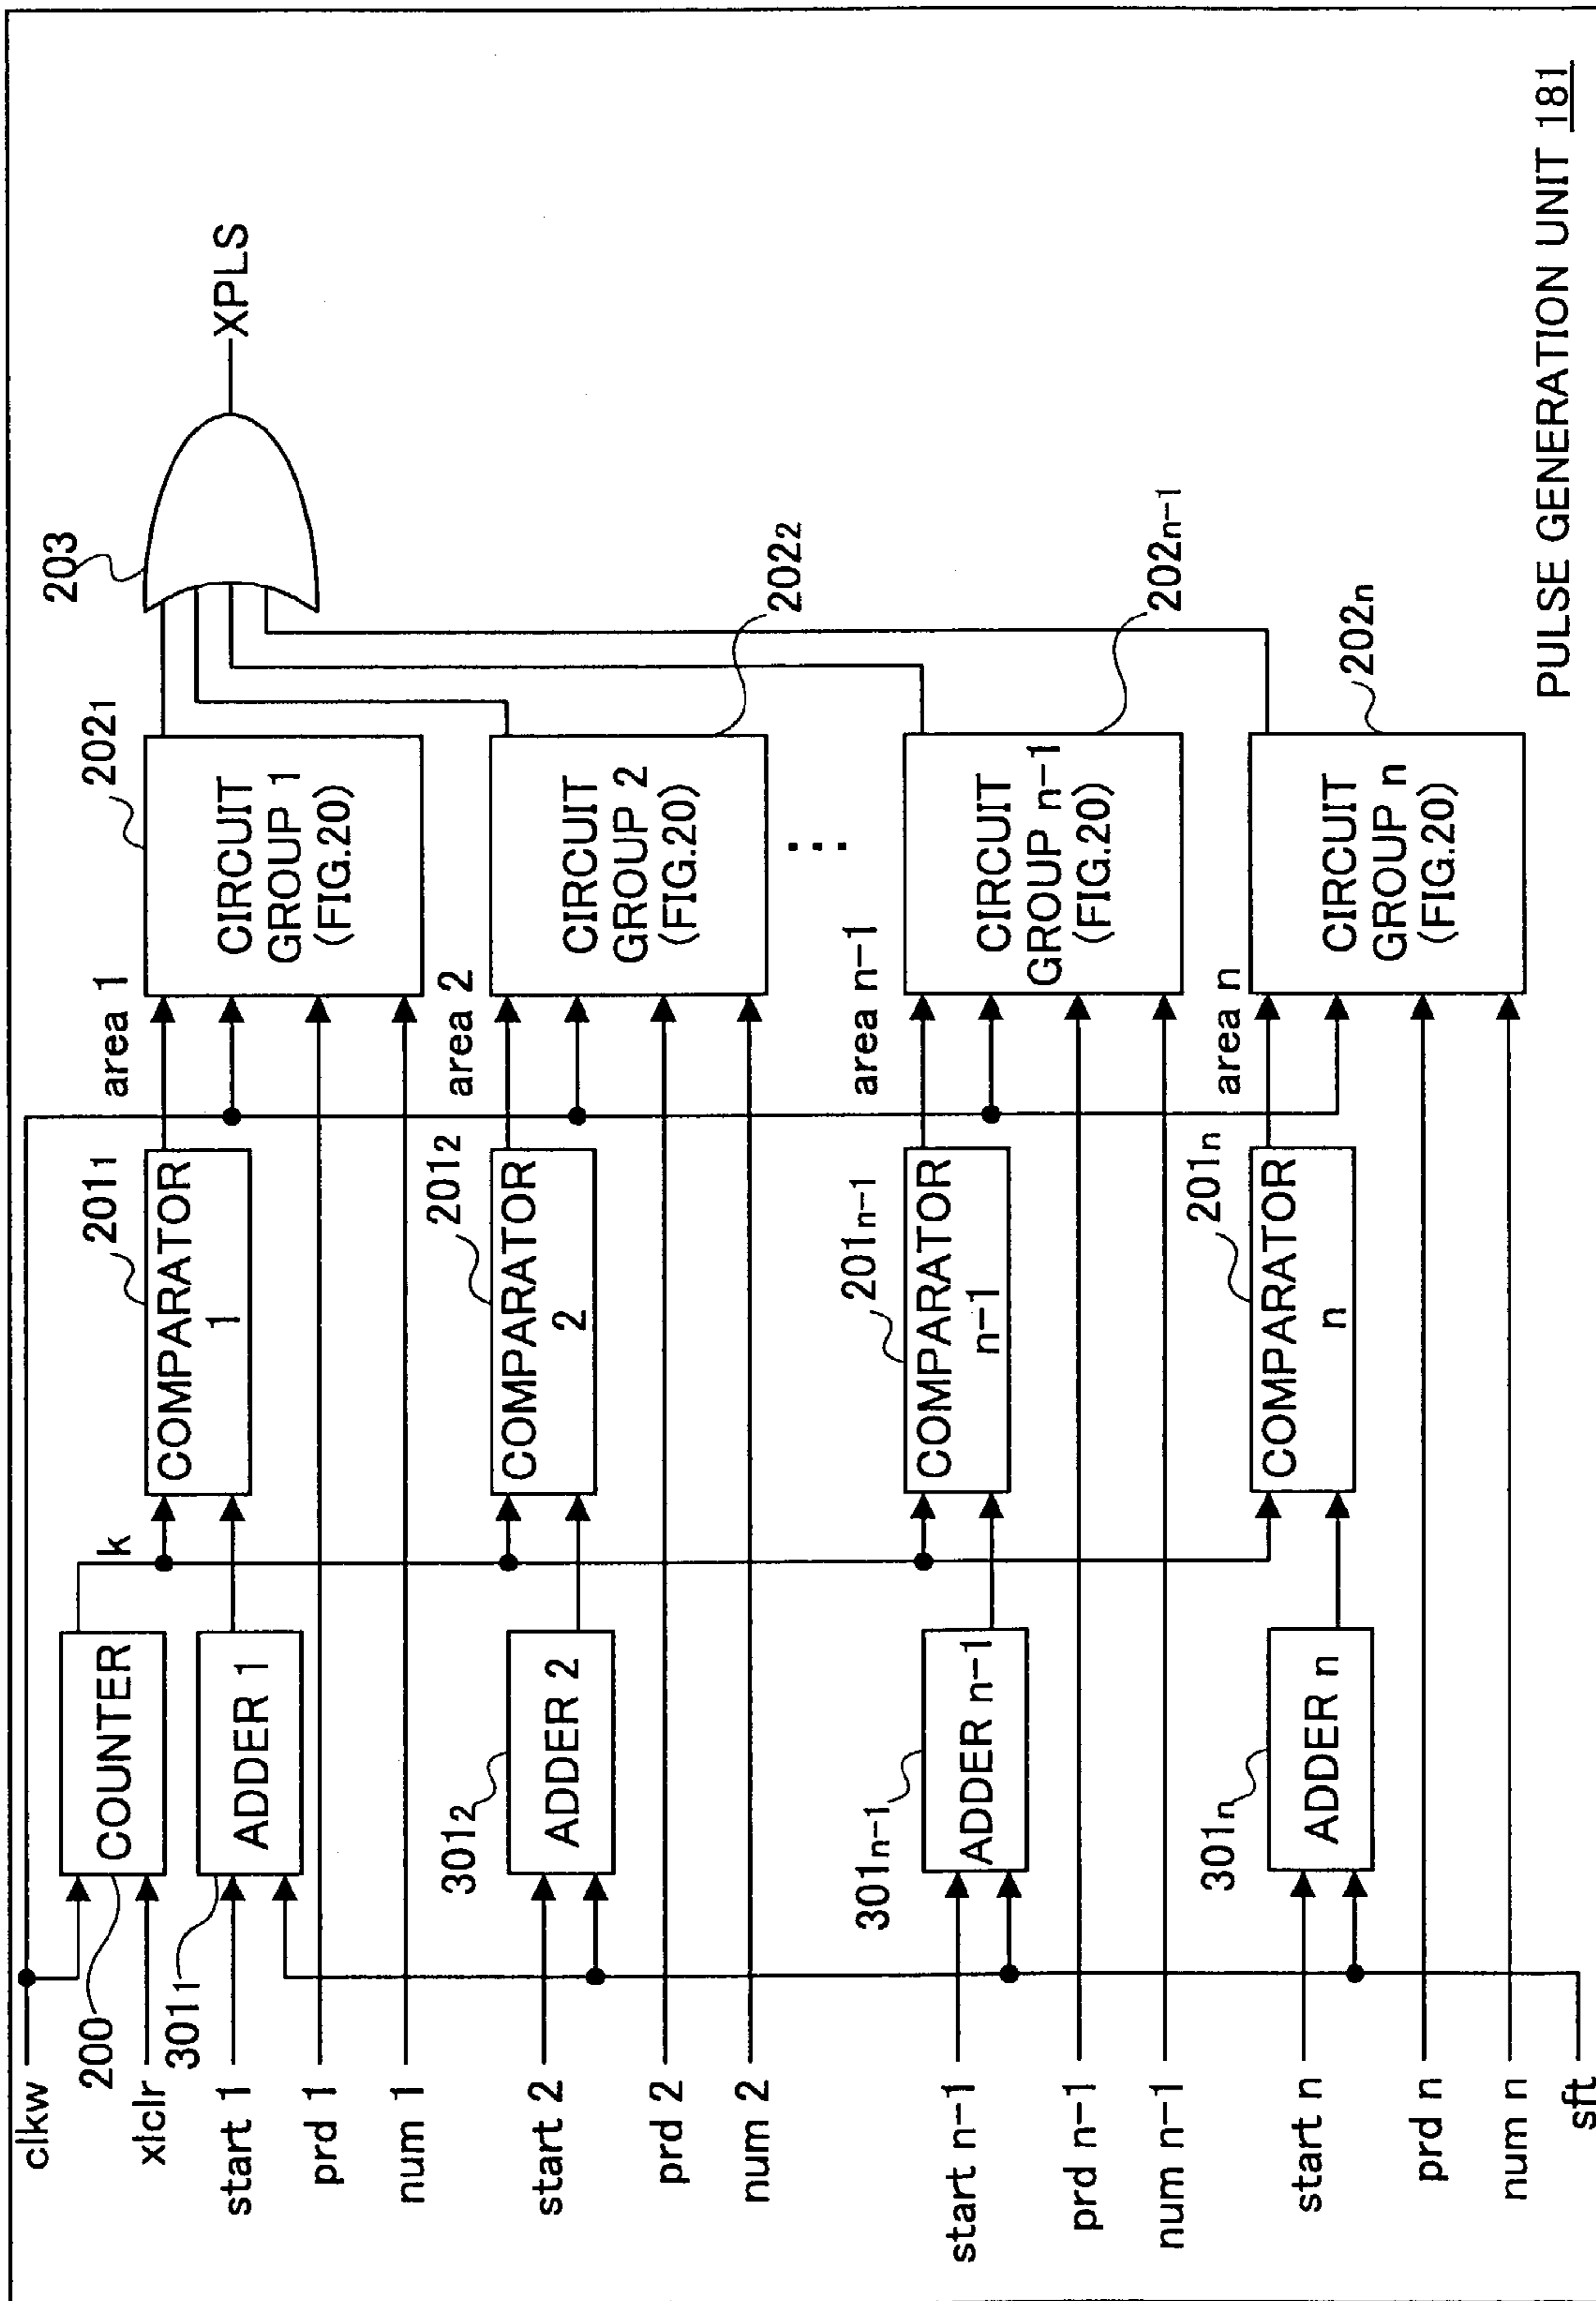 clkw
xlclr
start 1
prd 1
num 1
start 2
prd 2
num 2
start n-1
prd n-1
num n-1
start n
prd n
num n
sft
200
COUNTER
k
301₁
ADDER 1
301₂
ADDER 2
301n-1
ADDER n-1
301n
ADDER n
201₁
COMPARATOR
1
201₂
COMPARATOR
2
201n-1
COMPARATOR
n-1
201n
COMPARATOR
n
area 1
area 2
area n-1
area n
202₁
CIRCUIT
GROUP 1
(FIG.20)
202₂
CIRCUIT
GROUP 2
(FIG.20)
...
202n-1
CIRCUIT
GROUP n-1
(FIG.20)
202n
CIRCUIT
GROUP n
(FIG.20)
203
XPLS
PULSE GENERATION UNIT 181